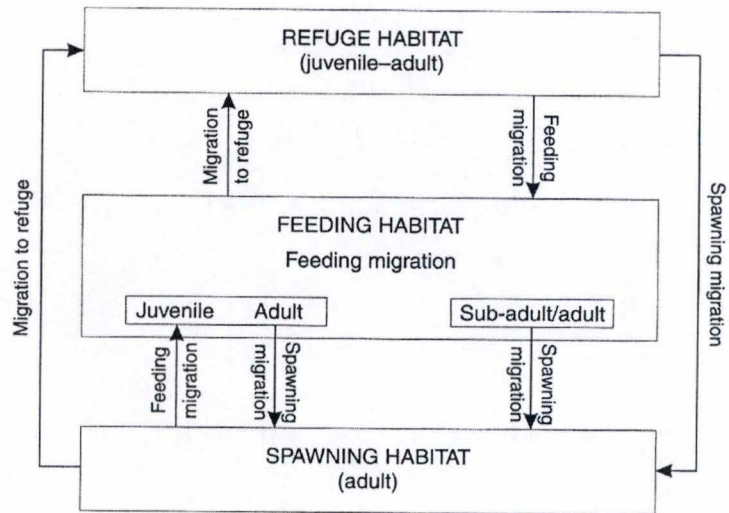 REFUGE HABITAT
(juvenile–adult)
Migration
to refuge
Feeding
migration
Migration to refuge
Spawning migration
FEEDING HABITAT
Feeding migration
Juvenile Adult
Sub-adult/adult
Feeding
migration
Spawning
migration
Spawning
migration
SPAWNING HABITAT
(adult)